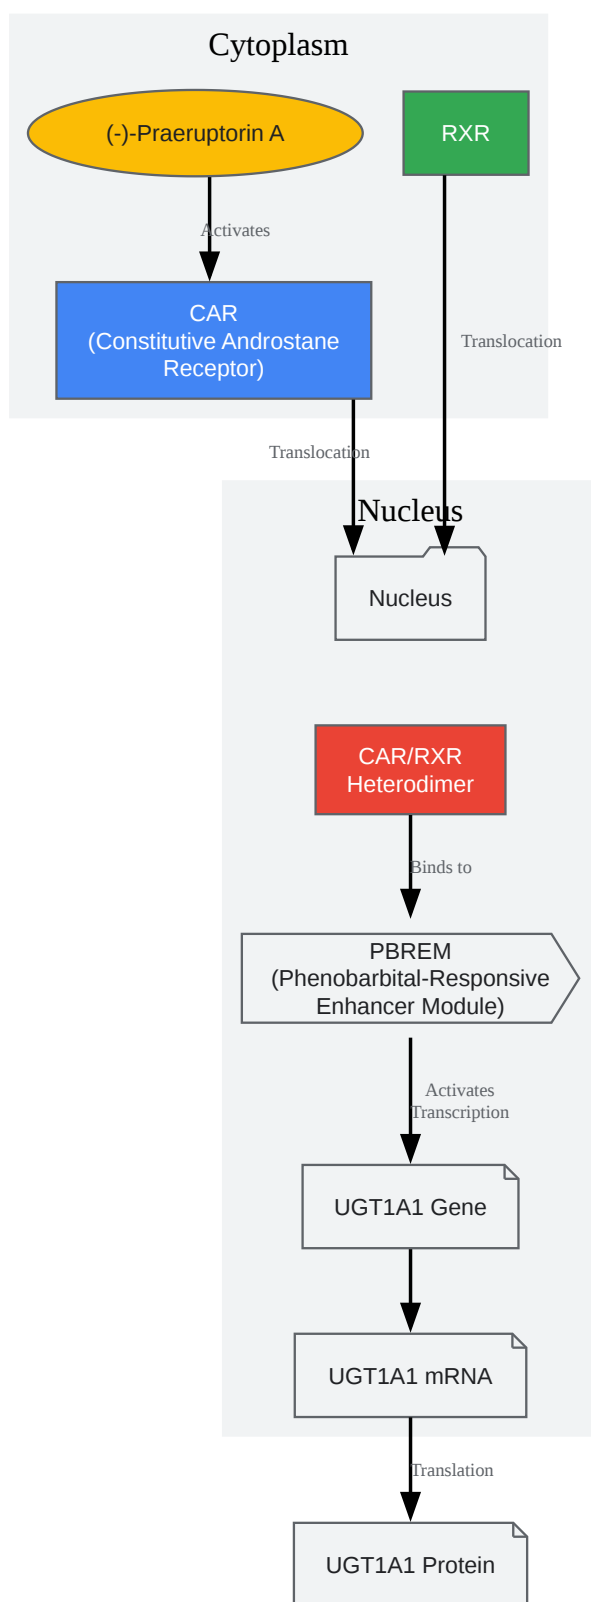 Cytoplasm
(-)-Praeruptorin A
RXR
Activates
CAR
(Constitutive Androstane
Receptor)
Translocation
Translocation
Nucleus
Nucleus
CAR/RXR
Heterodimer
Binds to
PBREM
(Phenobarbital-Responsive
Enhancer Module)
Activates
Transcription
UGT1A1 Gene
UGT1A1 mRNA
Translation
UGT1A1 Protein